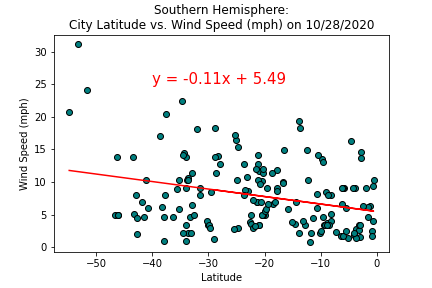 Southern Hemisphere:
City Latitude vs. Wind Speed (mph) on 10/28/2020
30
25
20
15
10
5
0
Wind Speed (mph)
y = -0.11x + 5.49
−50
−40
−30
−20
−10
0
Latitude